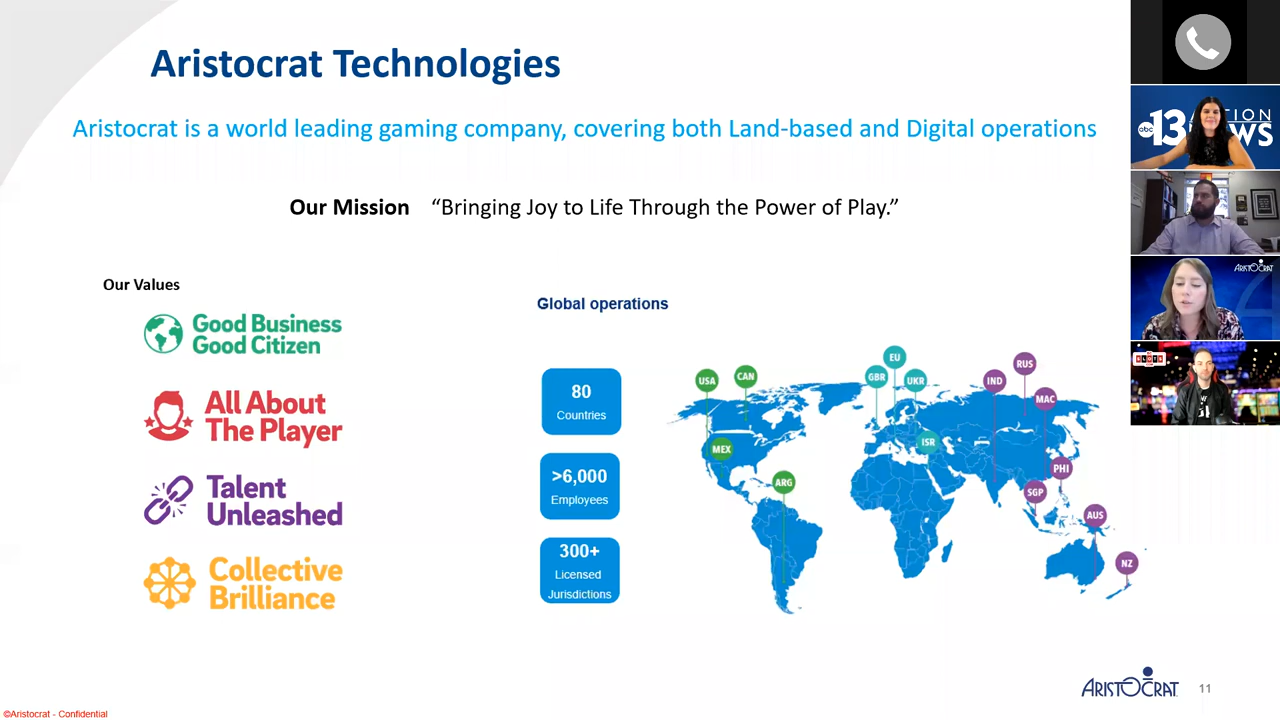 Aristocrat Technologies
Aristocrat is a world leading gaming company, covering both Land-based and Digital operations
Our Mission “Bringing Joy to Life Through the Power of Play.”
Our Values
Good Business
Good Citizen
All About
The Player
Talent
Unleashed
Collective
Brilliance
Global operations
80
Countries
>6,000
Employees
300+
Licensed
Jurisdictions
USA
CAN
MEX
ARG
GBR
EU
UKR
ISR
IND
RUS
MAC
PHI
SGP
AUS
NZ
ARISTOCRAT
11
©Aristocrat - Confidential
abc 13
ARISTOCRAT
SLOTS